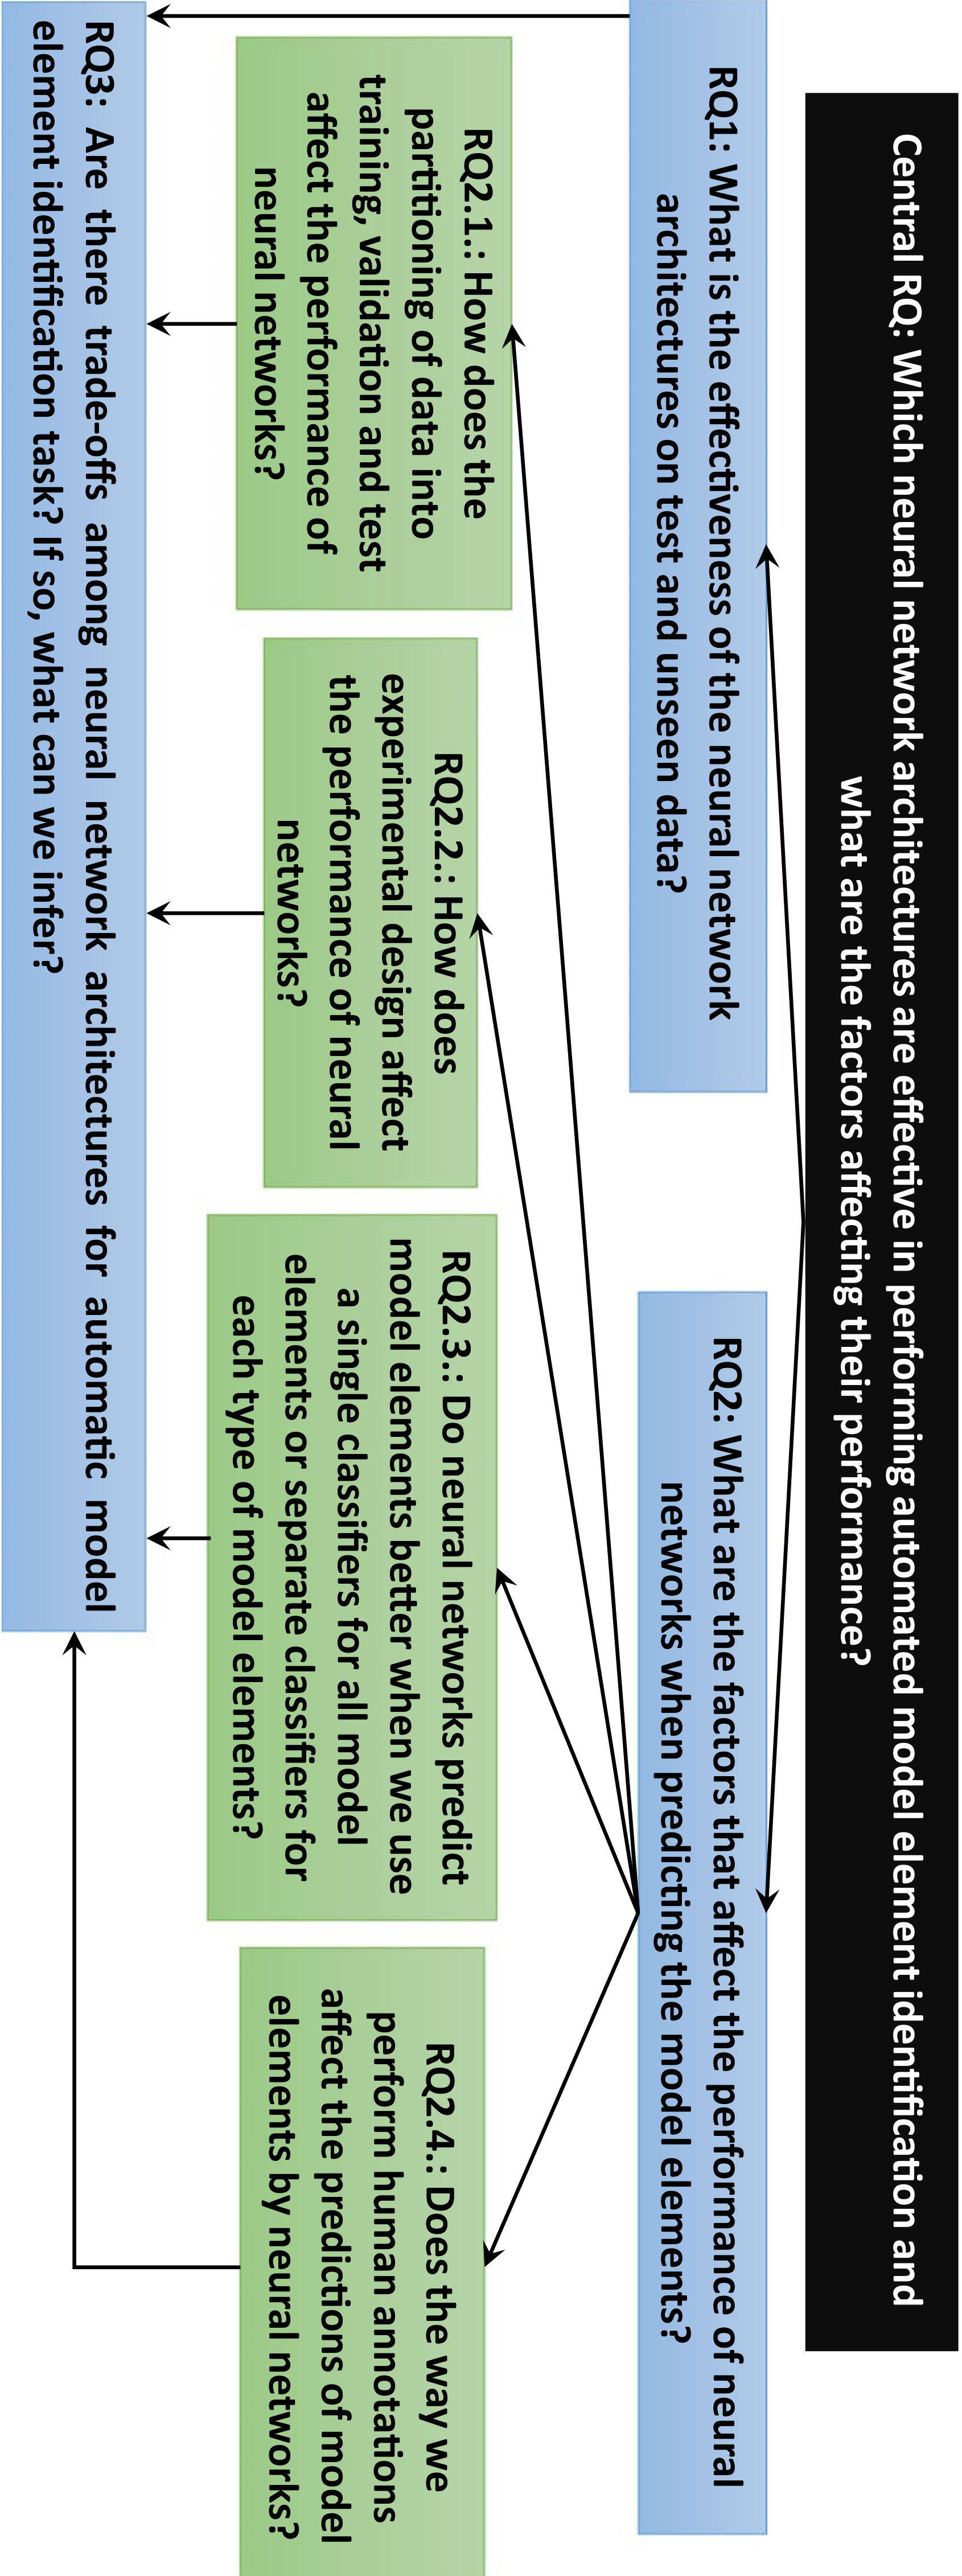 Central RQ: Which neural network architectures are effective in performing automated model element identification and
what are the factors affecting their performance?
RQ1: What is the effectiveness of the neural network
architectures on test and unseen data?
RQ2: What are the factors that affect the performance of neural
networks when predicting the model elements?
RQ2.1.: How does the
partitioning of data into
training, validation and test
affect the performance of
neural networks?
RQ2.2.: How does
experimental design affect
the performance of neural
networks?
RQ2.3.: Do neural networks predict
model elements better when we use
a single classifiers for all model
elements or separate classifiers for
each type of model elements?
RQ2.4.: Does the way we
perform human annotations
affect the predictions of model
elements by neural networks?
RQ3: Are there trade-offs among neural network architectures for automatic model
element identification task? If so, what can we infer?